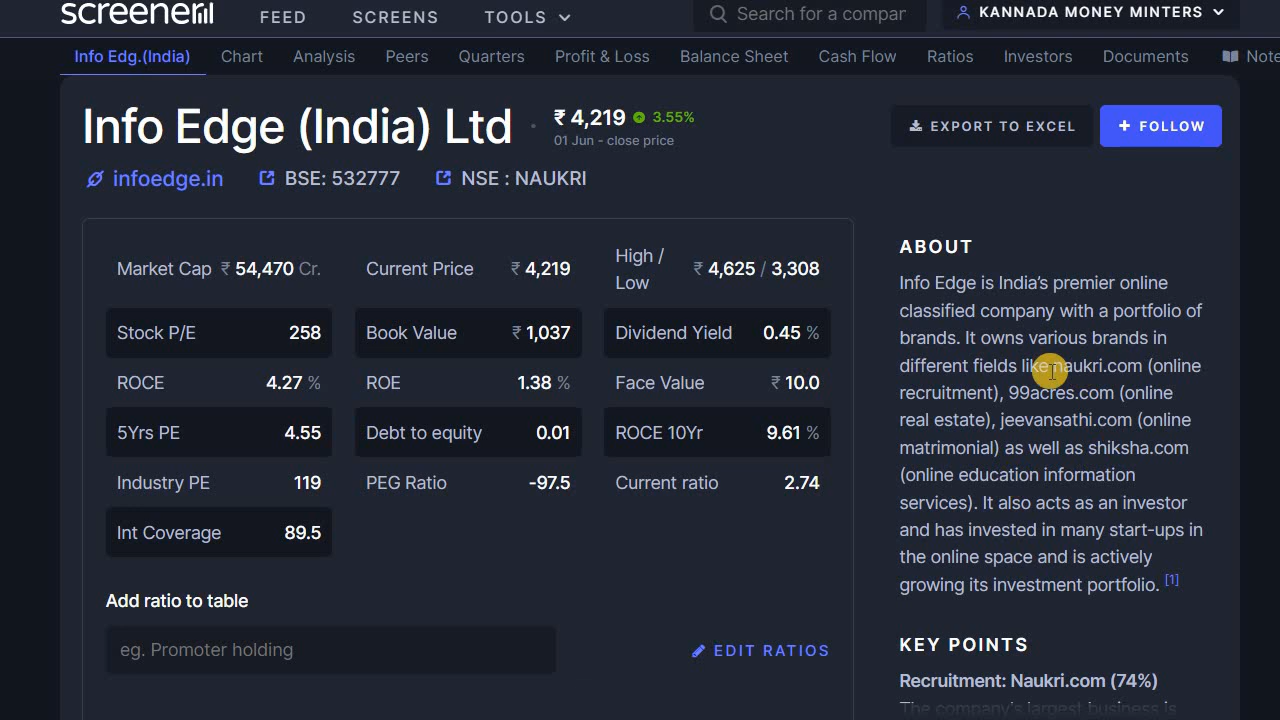 screener
FEED
SCREENS
TOOLS
Search for a compar
KANNADA MONEY MINTERS
Info Edg.(India)
Chart
Analysis
Peers
Quarters
Profit & Loss
Balance Sheet
Cash Flow
Ratios
Investors
Documents
Note
Info Edge (India) Ltd
₹ 4,219 3.55%
01 Jun - close price
EXPORT TO EXCEL
FOLLOW
infoedge.in
BSE: 532777
NSE : NAUKRI
Market Cap ₹ 54,470 Cr.
Current Price ₹ 4,219
High / Low ₹ 4,625 / 3,308
Stock P/E 258
Book Value ₹ 1,037
Dividend Yield 0.45 %
ROCE 4.27 %
ROE 1.38 %
Face Value ₹ 10.0
5Yrs PE 4.55
Debt to equity 0.01
ROCE 10Yr 9.61 %
Industry PE 119
PEG Ratio -97.5
Current ratio 2.74
Int Coverage 89.5
Add ratio to table
eg. Promoter holding
EDIT RATIOS
ABOUT
Info Edge is India's premier online
classified company with a portfolio of
brands. It owns various brands in
different fields like naukri.com (online
recruitment), 99acres.com (online
real estate), jeevansathi.com (online
matrimonial) as well as shiksha.com
(online education information
services). It also acts as an investor
and has invested in many start-ups in
the online space and is actively
growing its investment portfolio. [1]
KEY POINTS
Recruitment: Naukri.com (74%)
The company's largest business is